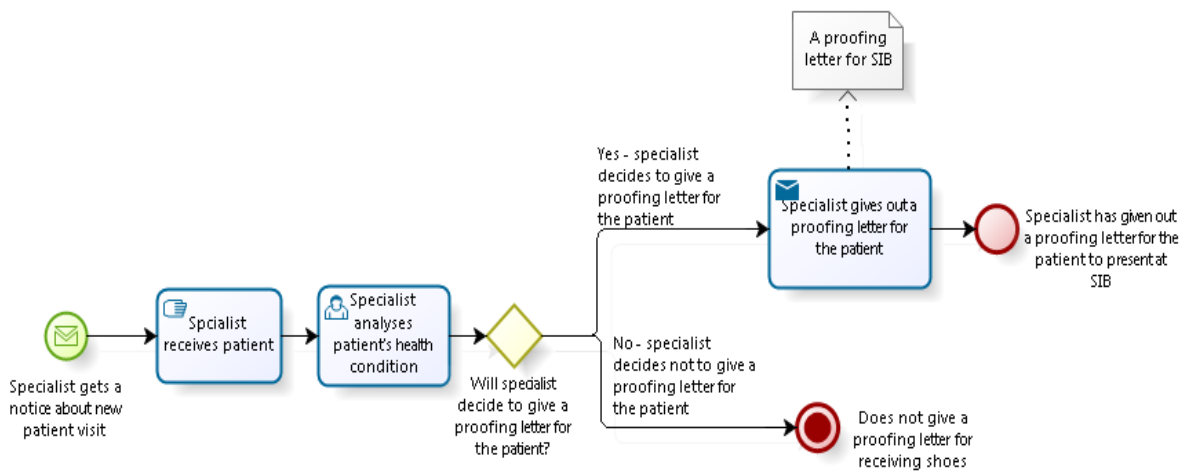 A proofing
letter for SIB
Yes - specialist
decides to give a
proofing letter for
the patient
Specialist gives out a
proofing letter for
the patient
Specialist has given out
a proofing letter for the
patient to present at
SIB
Specialist gets a
notice about new
patient visit
Spcialist
receives patient
Specialist
analyses
patient's health
condition
Will specialist
decide to give a
proofing letter for
the patient?
No - specialist
decides not to give a
proofing letter for
the patient
Does not give a
proofing letter for
receiving shoes